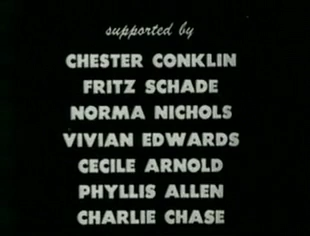 supported by
CHESTER CONKLIN
FRITZ SCHADE
NORMA NICHOLS
VIVIAN EDWARDS
CECILE ARNOLD
PHYLLIS ALLEN
CHARLIE CHASE